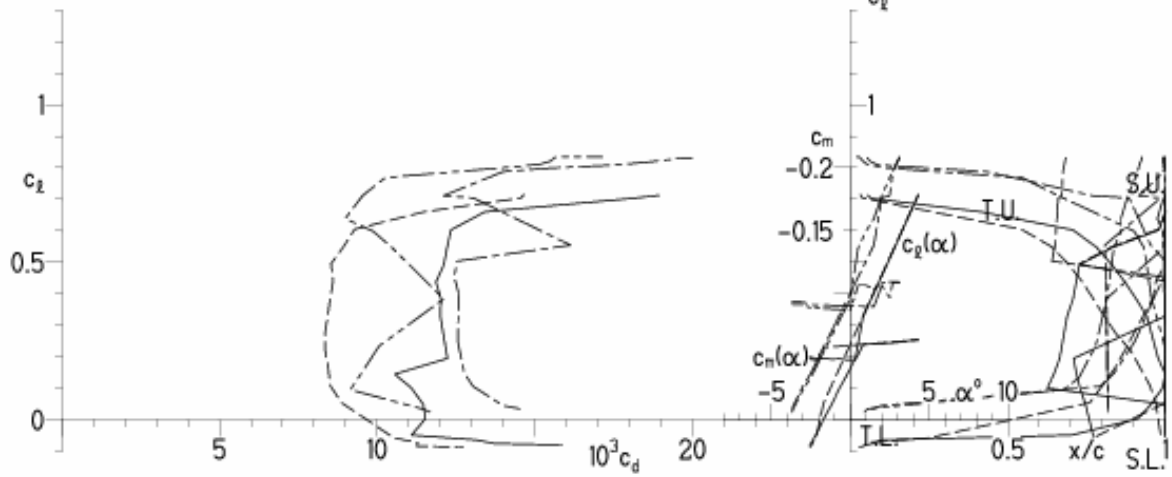 cℓ
1
1
cₘ
-0.2
cℓ
S.U.
T.U.
-0.15
cℓ(α)
0.5
cₘ(α)
-5
5 α° 10
0
T.L.
5
10
10³c_d
20
0.5
x/c
1
S.L.